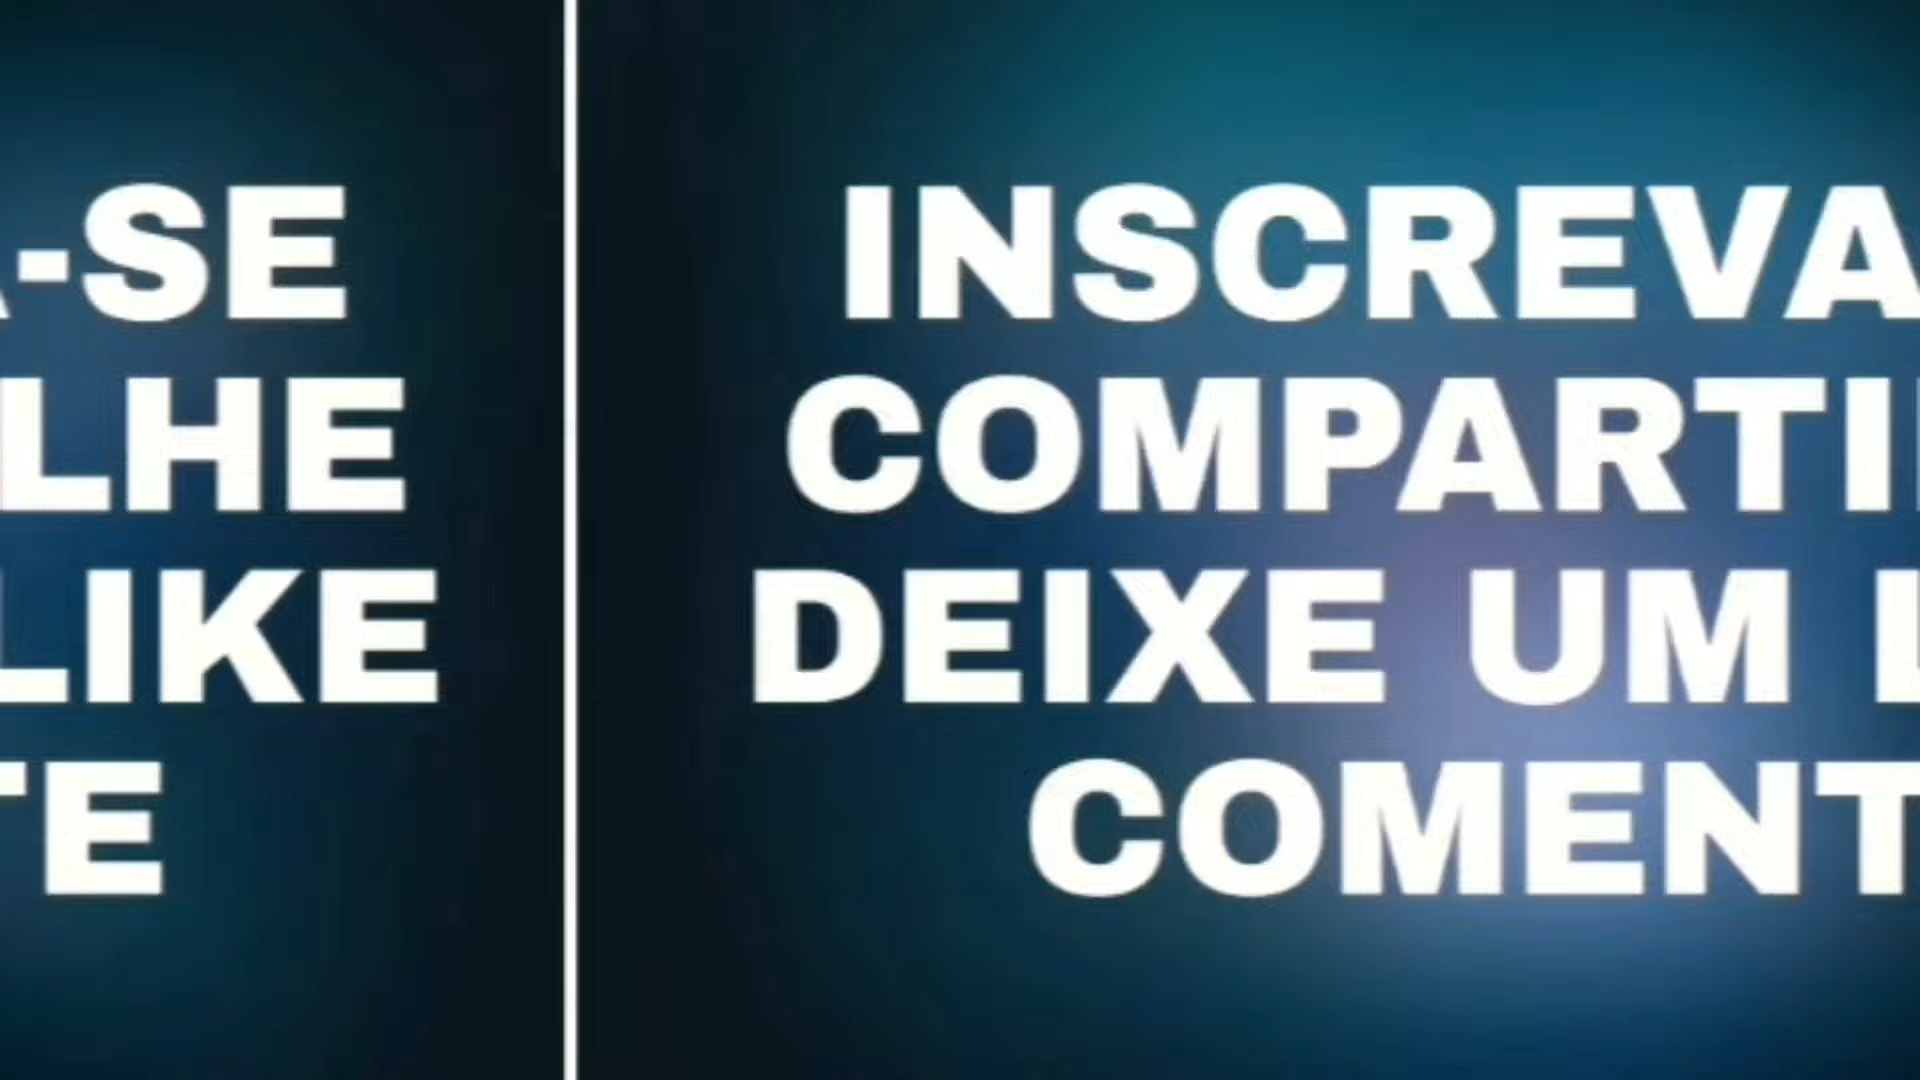 -SE
LHE
LIKE
TE
INSCREVA
COMPARTI
DEIXE UM L
COMENT